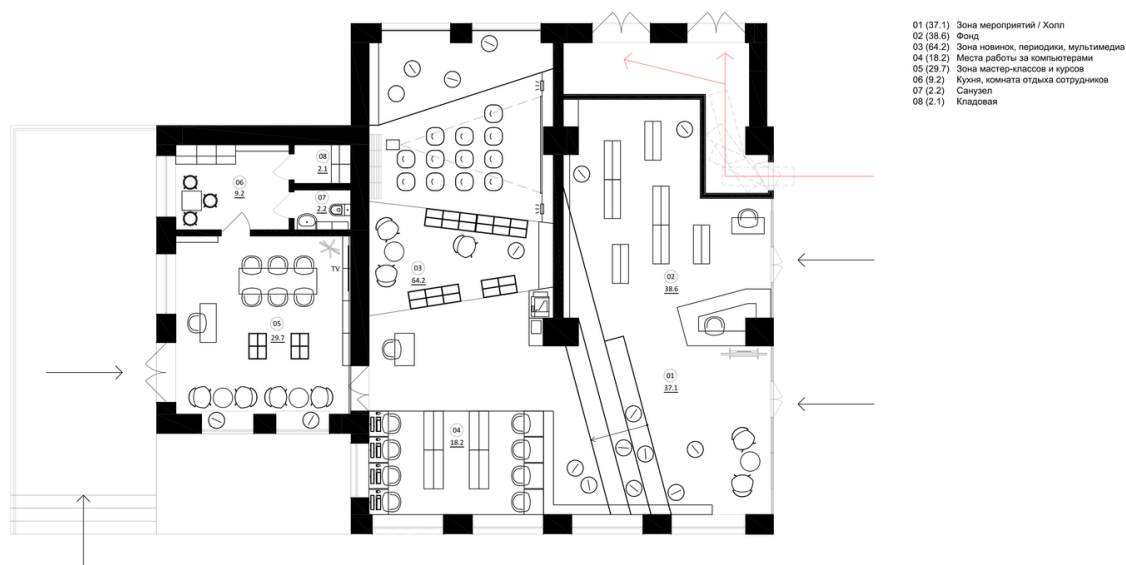 01 (37.1) Зона мероприятий / Холл
02 (38.6) Фонд
03 (64.2) Зона новинок, периодики, мультимедиа
04 (18.2) Места работы за компьютерами
05 (29.7) Зона мастер-классов и курсов
06 (9.2) Кухня, комната отдыха сотрудников
07 (2.2) Санузел
08 (2.1) Кладовая
08
2.1
06
9.2
07
2.2
TV
03
64.2
02
38.6
05
29.7
01
37.1
04
18.2